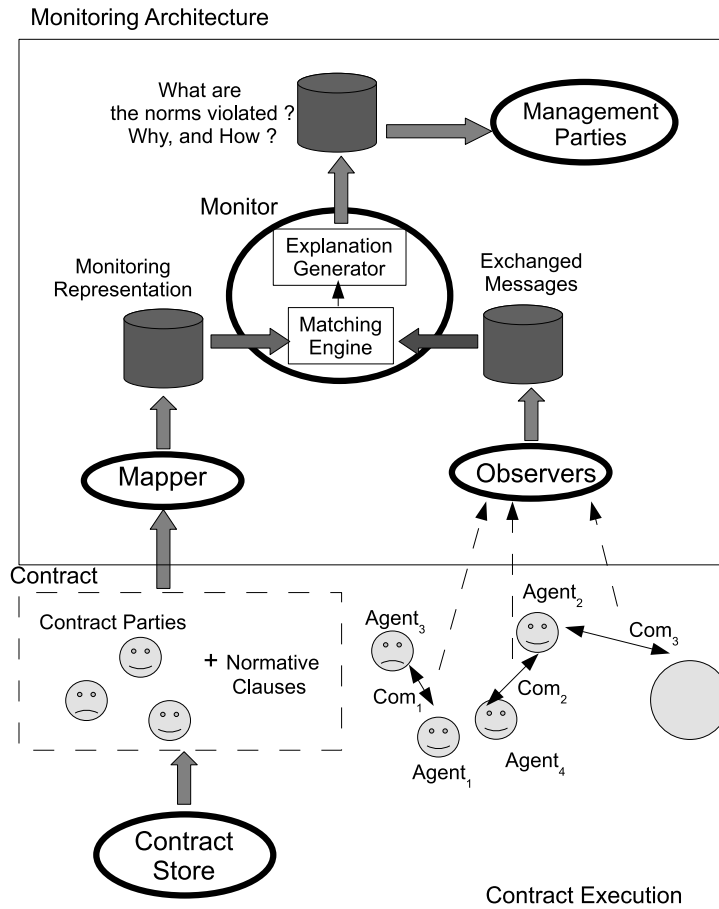 Monitoring Architecture
What are
the norms violated ?
Why, and How ?
Management
Parties
Monitor
Explanation
Generator
Monitoring
Representation
Exchanged
Messages
Matching
Engine
Mapper
Observers
Contract
Contract Parties
+ Normative
Clauses
Agent3
Agent2
Com3
Com1
Com2
Agent1
Agent4
Contract
Store
Contract Execution